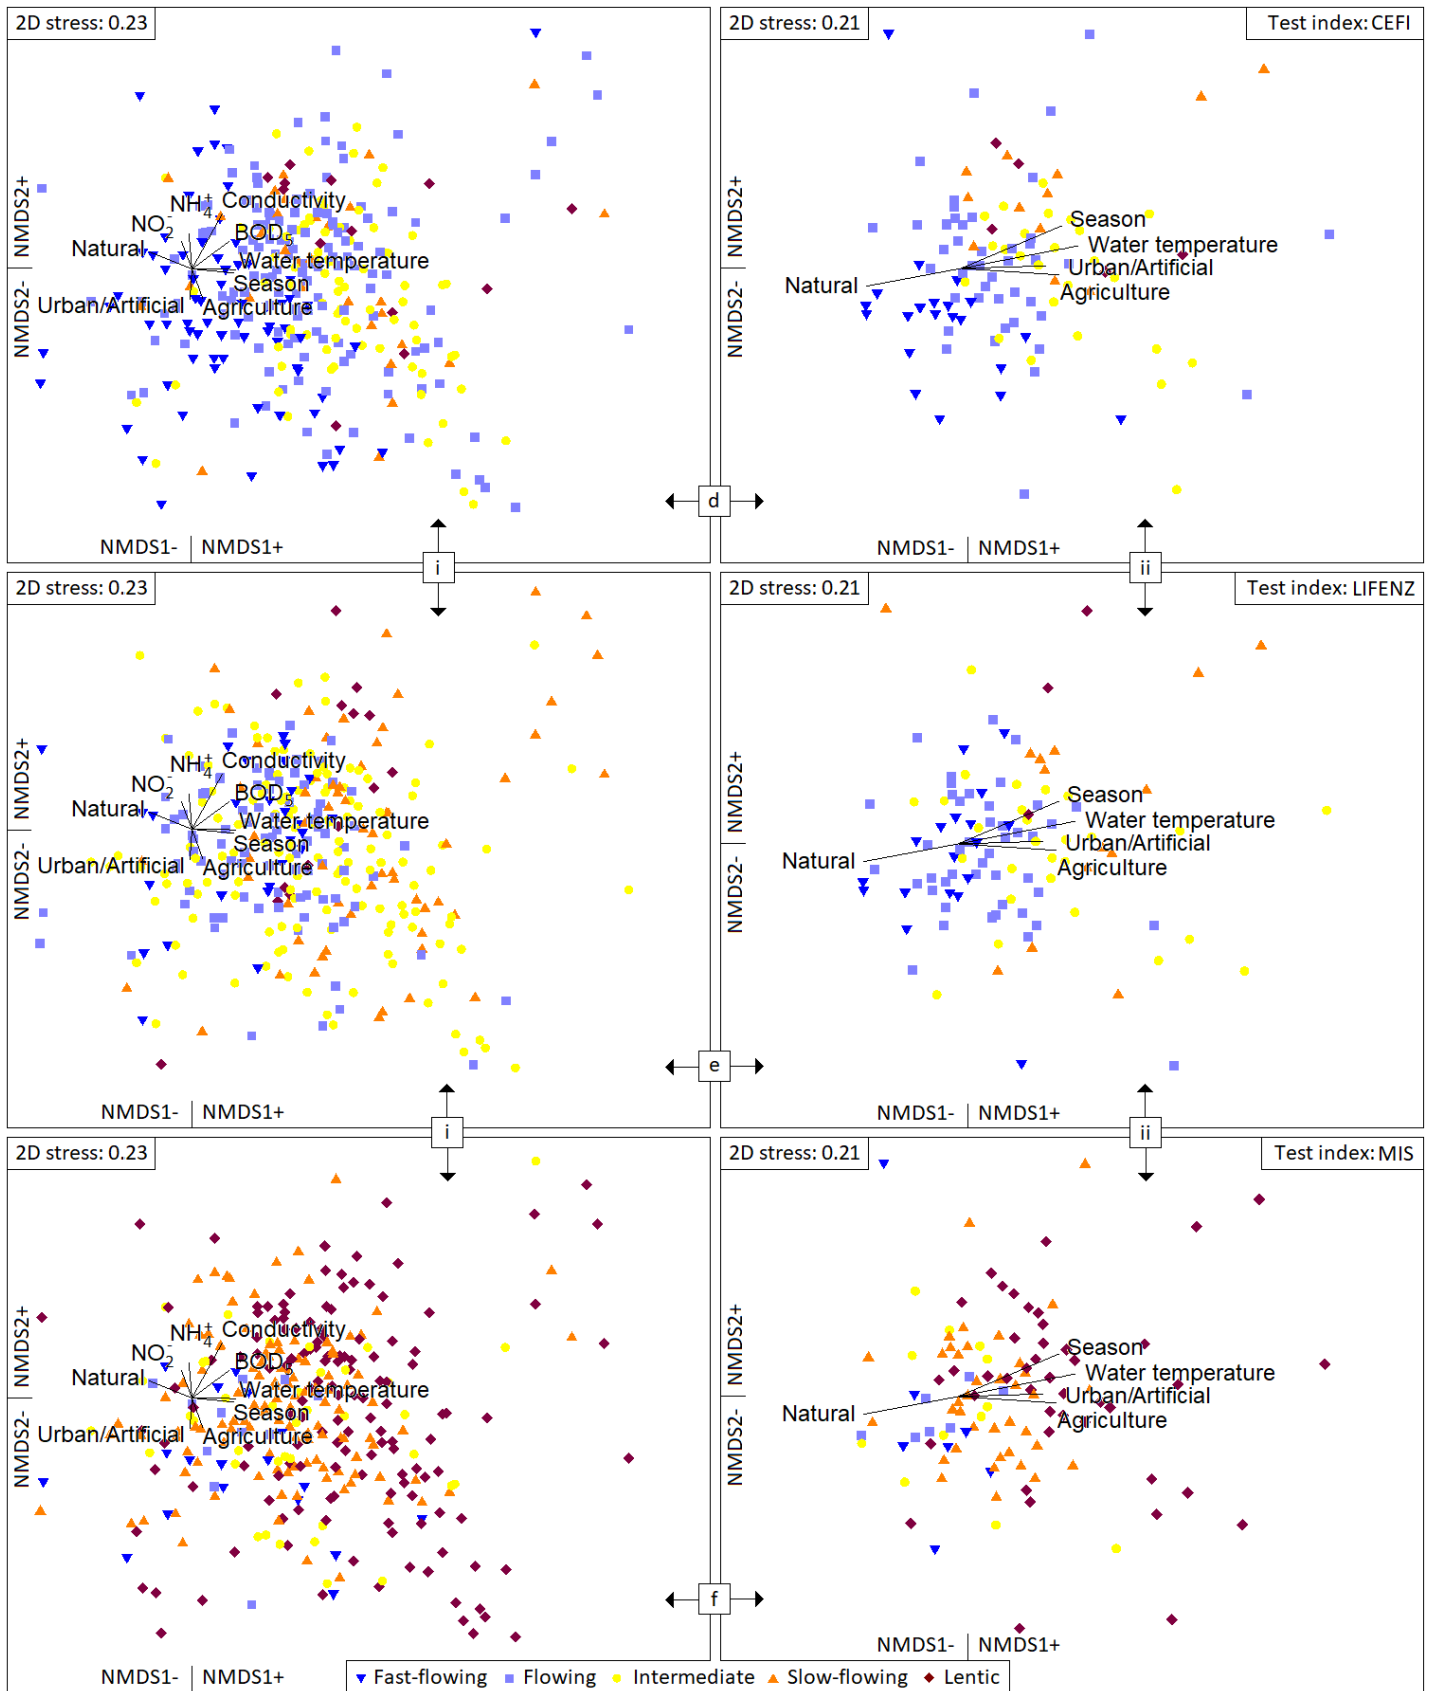 2D stress: 0.23
NMDS2+
NMDS2-
NH₄⁺ Conductivity
NO₂⁻
BOD₅
Natural
Water temperature
Season
Urban/Artificial
Agriculture
NMDS1- NMDS1+
2D stress: 0.21
Test index: CEFI
NMDS2+
NMDS2-
Season
Water temperature
Urban/Artificial
Natural
Agriculture
NMDS1- NMDS1+
d
i
ii
2D stress: 0.23
NMDS2+
NMDS2-
NH₄⁺ Conductivity
NO₂⁻
BOD₅
Natural
Water temperature
Season
Urban/Artificial
Agriculture
NMDS1- NMDS1+
2D stress: 0.21
Test index: LIFENZ
NMDS2+
NMDS2-
Season
Water temperature
Urban/Artificial
Natural
Agriculture
NMDS1- NMDS1+
e
i
ii
2D stress: 0.23
NMDS2+
NMDS2-
NH₄⁺ Conductivity
NO₂⁻
BOD₅
Natural
Water temperature
Season
Urban/Artificial
Agriculture
NMDS1- NMDS1+
2D stress: 0.21
Test index: MIS
NMDS2+
NMDS2-
Season
Water temperature
Urban/Artificial
Natural
Agriculture
NMDS1- NMDS1+
f
Fast-flowing Flowing Intermediate Slow-flowing Lentic